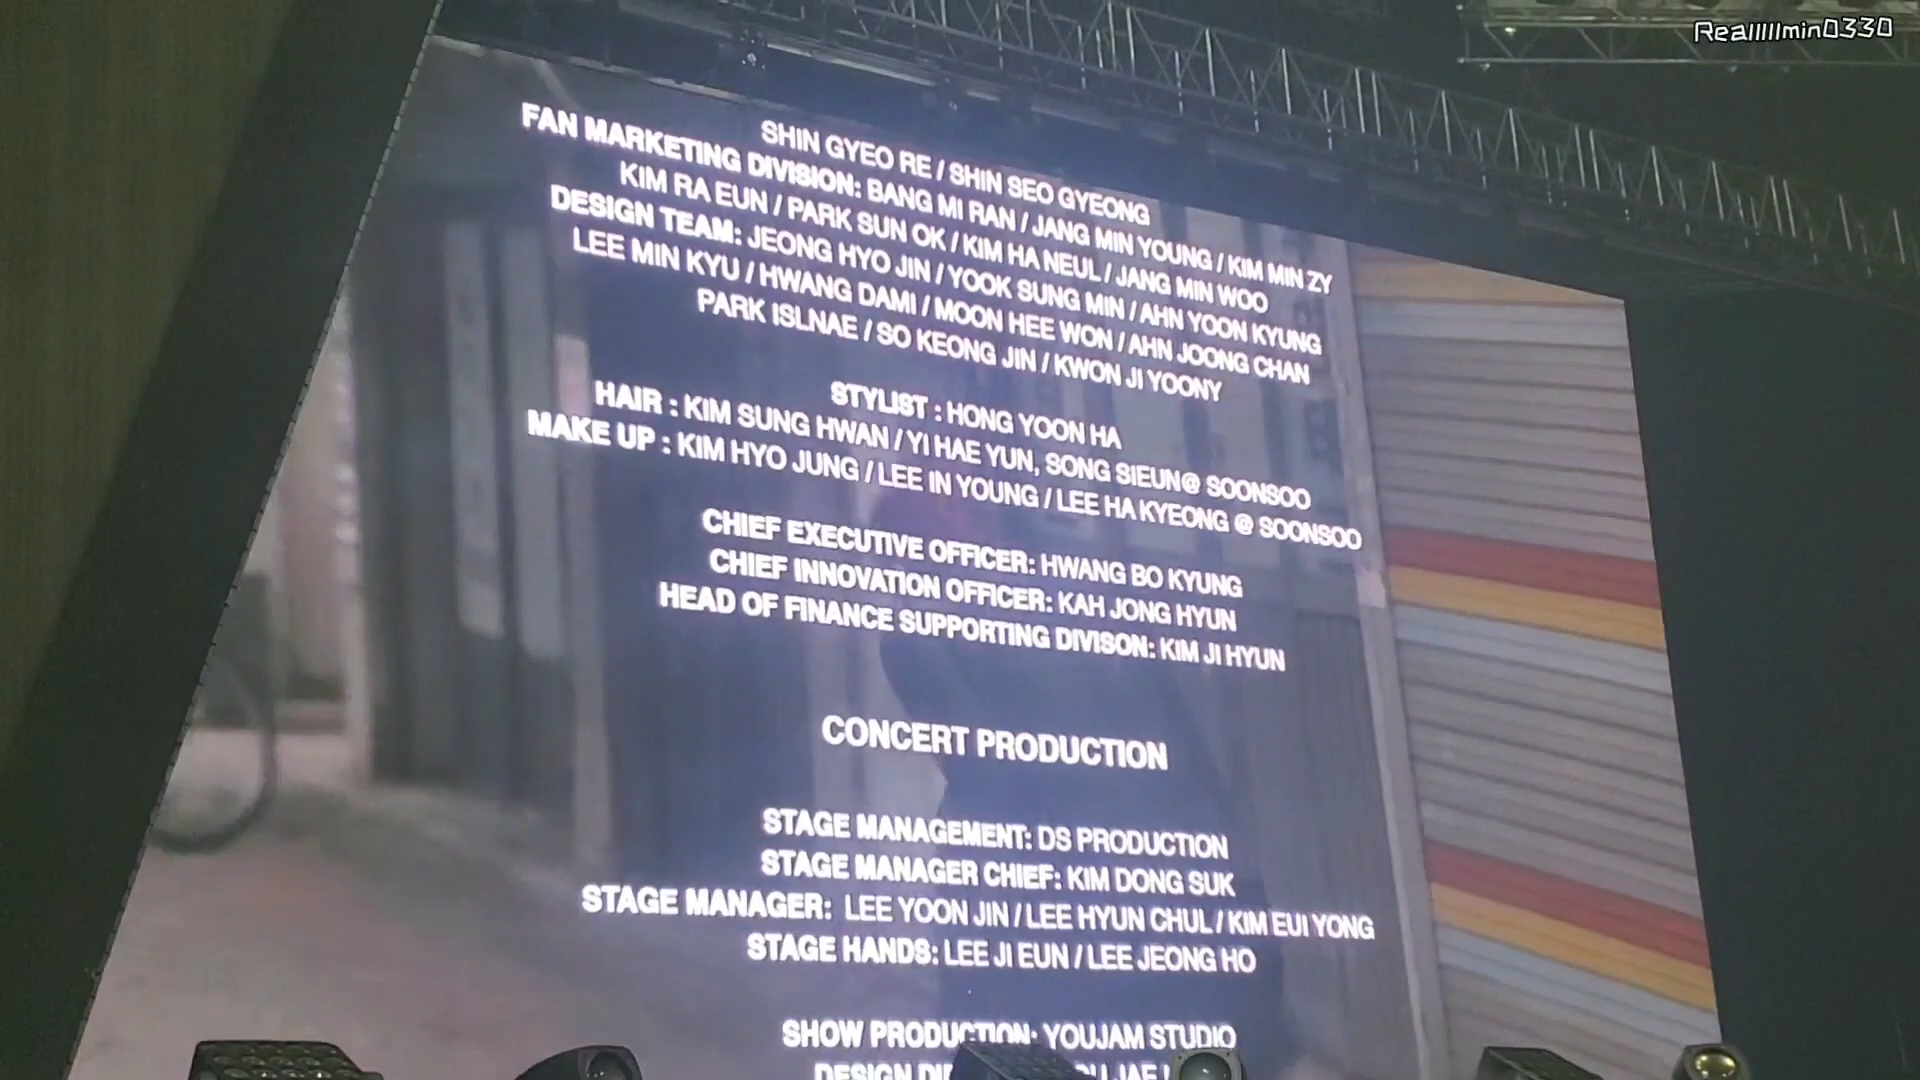 Realllllmin0330
SHIN GYEO RE / SHIN SEO GYEONG
FAN MARKETING DIVISION: BANG MI RAN / JANG MIN YOUNG / KIM MIN ZY
KIM RA EUN / PARK SUN OK / KIM HA NEUL / JANG MIN WOO
DESIGN TEAM: JEONG HYO JIN / YOOK SUNG MIN / AHN YOON KYUNG
LEE MIN KYU / HWANG DAMI / MOON HEE WON / AHN JOONG CHAN
PARK ISLNAE / SO KEONG JIN / KWON JI YOONY
STYLIST : HONG YOON HA
HAIR : KIM SUNG HWAN / YI HAE YUN, SONG SIEUN@ SOONSOO
MAKE UP : KIM HYO JUNG / LEE IN YOUNG / LEE HA KYEONG @ SOONSOO
CHIEF EXECUTIVE OFFICER: HWANG BO KYUNG
CHIEF INNOVATION OFFICER: KAH JONG HYUN
HEAD OF FINANCE SUPPORTING DIVISON: KIM JI HYUN
CONCERT PRODUCTION
STAGE MANAGEMENT: DS PRODUCTION
STAGE MANAGER CHIEF: KIM DONG SUK
STAGE MANAGER: LEE YOON JIN / LEE HYUN CHUL / KIM EUI YONG
STAGE HANDS: LEE JI EUN / LEE JEONG HO
SHOW PRODUCTION: YOUJAM STUDIO
DESIGN